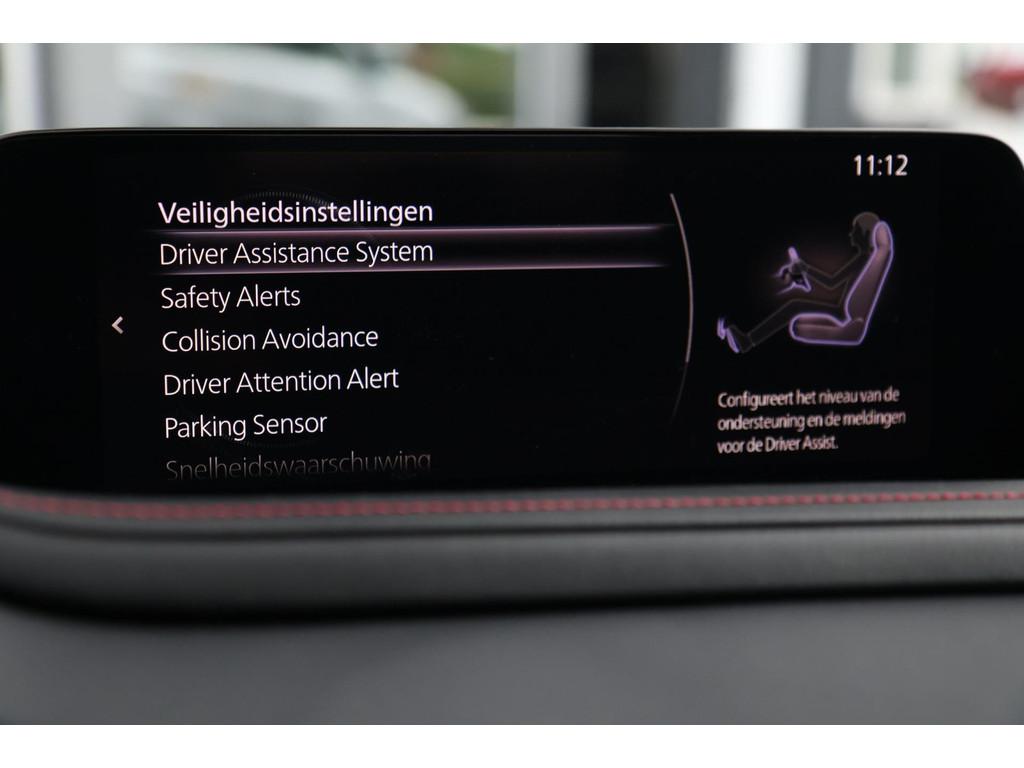 11:12
Veiligheidsinstellingen
Driver Assistance System
Safety Alerts
Collision Avoidance
Driver Attention Alert
Parking Sensor
Snelheidswaarschuwing
Configureert het niveau van de
ondersteuning en de meldingen
voor de Driver Assist.